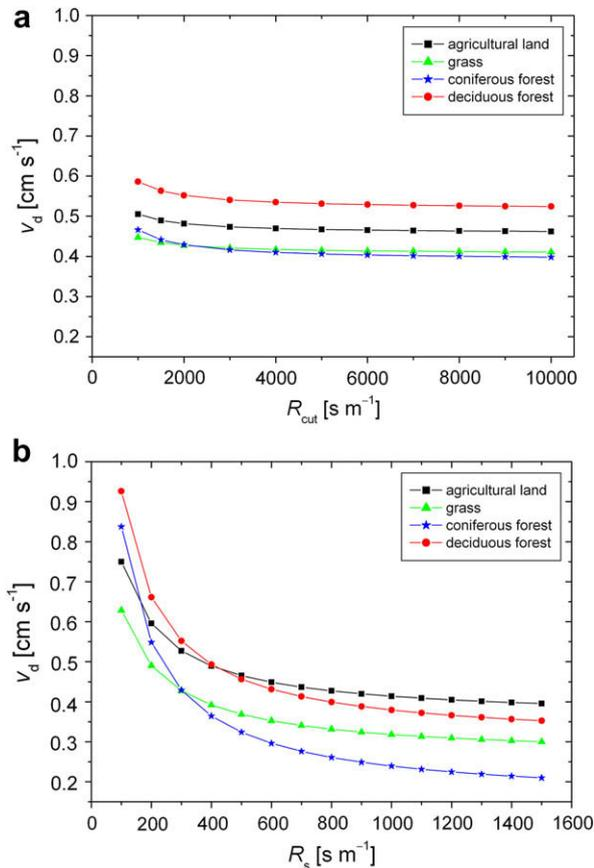 a
1.0
0.9
0.8
0.7
0.6
0.5
0.4
0.3
0.2
v_d [cm s⁻¹]
agricultural land
grass
coniferous forest
deciduous forest
0 2000 4000 6000 8000 10000
R_cut [s m⁻¹]
b
1.0
0.9
0.8
0.7
0.6
0.5
0.4
0.3
0.2
v_d [cm s⁻¹]
agricultural land
grass
coniferous forest
deciduous forest
0 200 400 600 800 1000 1200 1400 1600
R_s [s m⁻¹]